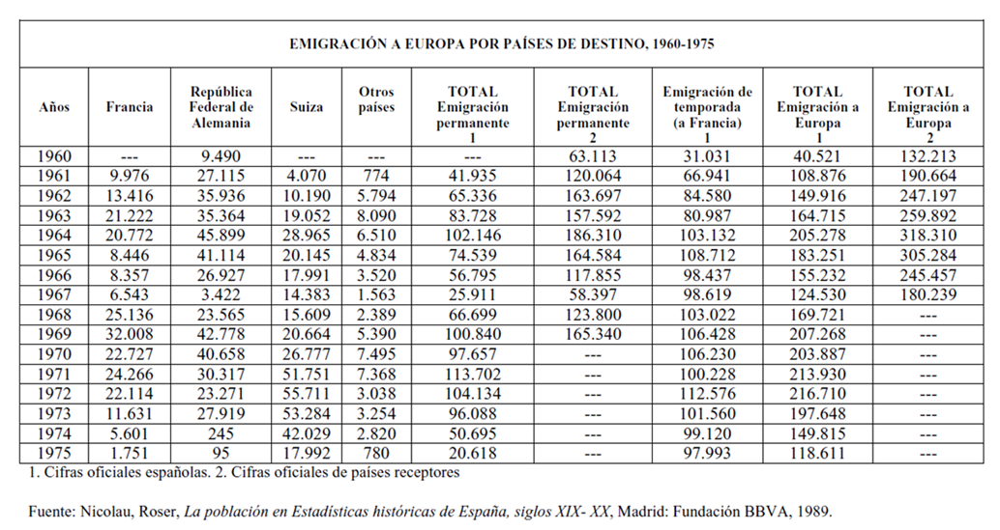 EMIGRACIÓN A EUROPA POR PAÍSES DE DESTINO, 1960-1975
Años Francia República Federal de Alemania Suiza Otros países TOTAL Emigración permanente 1 TOTAL Emigración permanente 2 Emigración de temporada (a Francia) 1 TOTAL Emigración a Europa 1 TOTAL Emigración a Europa 2
1960 --- 9.490 --- --- --- 63.113 31.031 40.521 132.213
1961 9.976 27.115 4.070 774 41.935 120.064 66.941 108.876 190.664
1962 13.416 35.936 10.190 5.794 65.336 163.697 84.580 149.916 247.197
1963 21.222 35.364 19.052 8.090 83.728 157.592 80.987 164.715 259.892
1964 20.772 45.899 28.965 6.510 102.146 186.310 103.132 205.278 318.310
1965 8.446 41.114 20.145 4.834 74.539 164.584 108.712 183.251 305.284
1966 8.357 26.927 17.991 3.520 56.795 117.855 98.437 155.232 245.457
1967 6.543 3.422 14.383 1.563 25.911 58.397 98.619 124.530 180.239
1968 25.136 23.565 15.609 2.389 66.699 123.800 103.022 169.721 ---
1969 32.008 42.778 20.664 5.390 100.840 165.340 106.428 207.268 ---
1970 22.727 40.658 26.777 7.495 97.657 --- 106.230 203.887 ---
1971 24.266 30.317 51.751 7.368 113.702 --- 100.228 213.930 ---
1972 22.114 23.271 55.711 3.038 104.134 --- 112.576 216.710 ---
1973 11.631 27.919 53.284 3.254 96.088 --- 101.560 197.648 ---
1974 5.601 245 42.029 2.820 50.695 --- 99.120 149.815 ---
1975 1.751 95 17.992 780 20.618 --- 97.993 118.611 ---
1. Cifras oficiales españolas. 2. Cifras oficiales de países receptores
Fuente: Nicolau, Roser, La población en Estadísticas históricas de España, siglos XIX- XX, Madrid: Fundación BBVA, 1989.